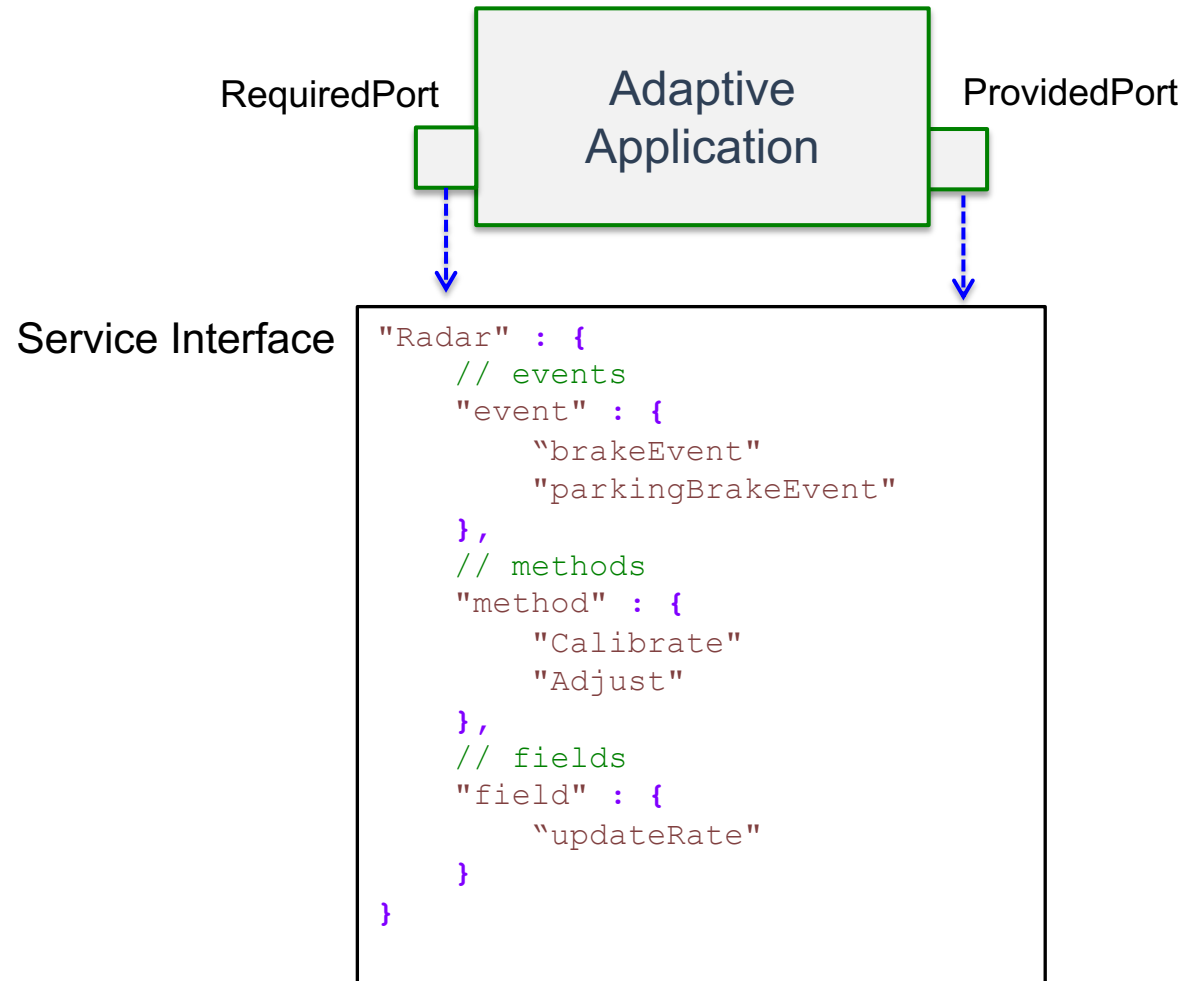 RequiredPort
Adaptive
Application
ProvidedPort
Service Interface
"Radar" : {
    // events
    "event" : {
        “brakeEvent"
        "parkingBrakeEvent"
    },
    // methods
    "method" : {
        "Calibrate"
        "Adjust"
    },
    // fields
    "field" : {
        “updateRate"
    }
}